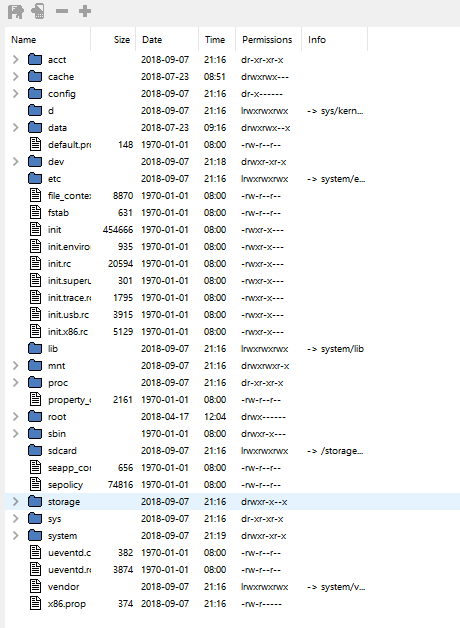 Name Size Date Time Permissions Info
acct 2018-09-07 21:16 dr-xr-xr-x
cache 2018-07-23 08:51 drwxrwx---
config 2018-09-07 21:16 dr-x------
d 2018-09-07 21:16 lrwxrwxrwx -> sys/kern...
data 2018-07-23 09:16 drwxrwx--x
default.pro 148 1970-01-01 08:00 -rw-r--r--
dev 2018-09-07 21:18 drwxr-xr-x
etc 2018-09-07 21:16 lrwxrwxrwx -> system/e...
file_contex 8870 1970-01-01 08:00 -rw-r--r--
fstab 631 1970-01-01 08:00 -rw-r--r--
init 454666 1970-01-01 08:00 -rwxr-x---
init.environ 935 1970-01-01 08:00 -rwxr-x---
init.rc 20594 1970-01-01 08:00 -rwxr-x---
init.superu 301 1970-01-01 08:00 -rwxr-x---
init.trace.rc 1795 1970-01-01 08:00 -rwxr-x---
init.usb.rc 3915 1970-01-01 08:00 -rwxr-x---
init.x86.rc 5129 1970-01-01 08:00 -rwxr-x---
lib 2018-09-07 21:16 lrwxrwxrwx -> system/lib
mnt 2018-09-07 21:16 drwxrwxr-x
proc 2018-09-07 21:16 dr-xr-xr-x
property_c 2161 1970-01-01 08:00 -rw-r--r--
root 2018-04-17 12:04 drwx------
sbin 1970-01-01 08:00 drwxr-x---
sdcard 2018-09-07 21:16 lrwxrwxrwx -> /storage...
seapp_con 656 1970-01-01 08:00 -rw-r--r--
sepolicy 74816 1970-01-01 08:00 -rw-r--r--
storage 2018-09-07 21:16 drwxr-x--x
sys 2018-09-07 21:16 dr-xr-xr-x
system 2018-09-07 21:19 drwxr-xr-x
ueventd.c 382 1970-01-01 08:00 -rw-r--r--
ueventd.rc 3874 1970-01-01 08:00 -rw-r--r--
vendor 2018-09-07 21:16 lrwxrwxrwx -> system/v...
x86.prop 374 2018-09-07 21:16 -rw-r-----